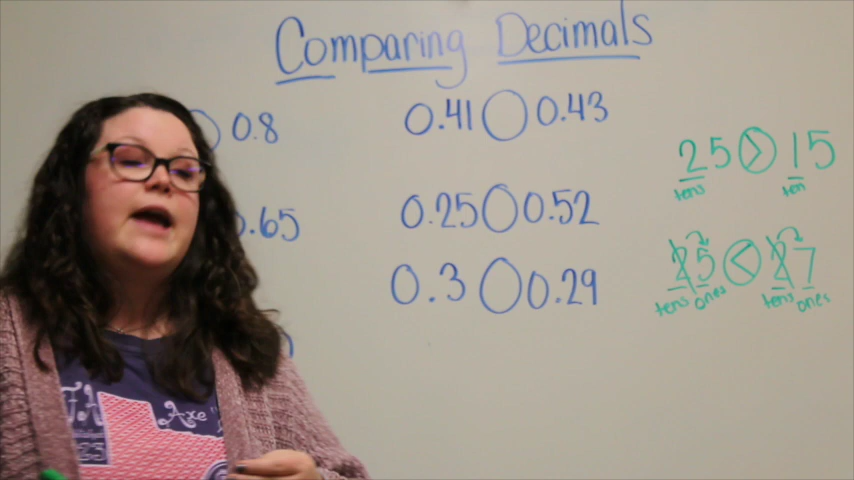 Comparing Decimals
0.8
0.41 ○ 0.43
25 > 15
tens ten
.65
0.25 ○ 0.52
25 < 27
tens ones tens ones
0.3 ○ 0.29
Axe